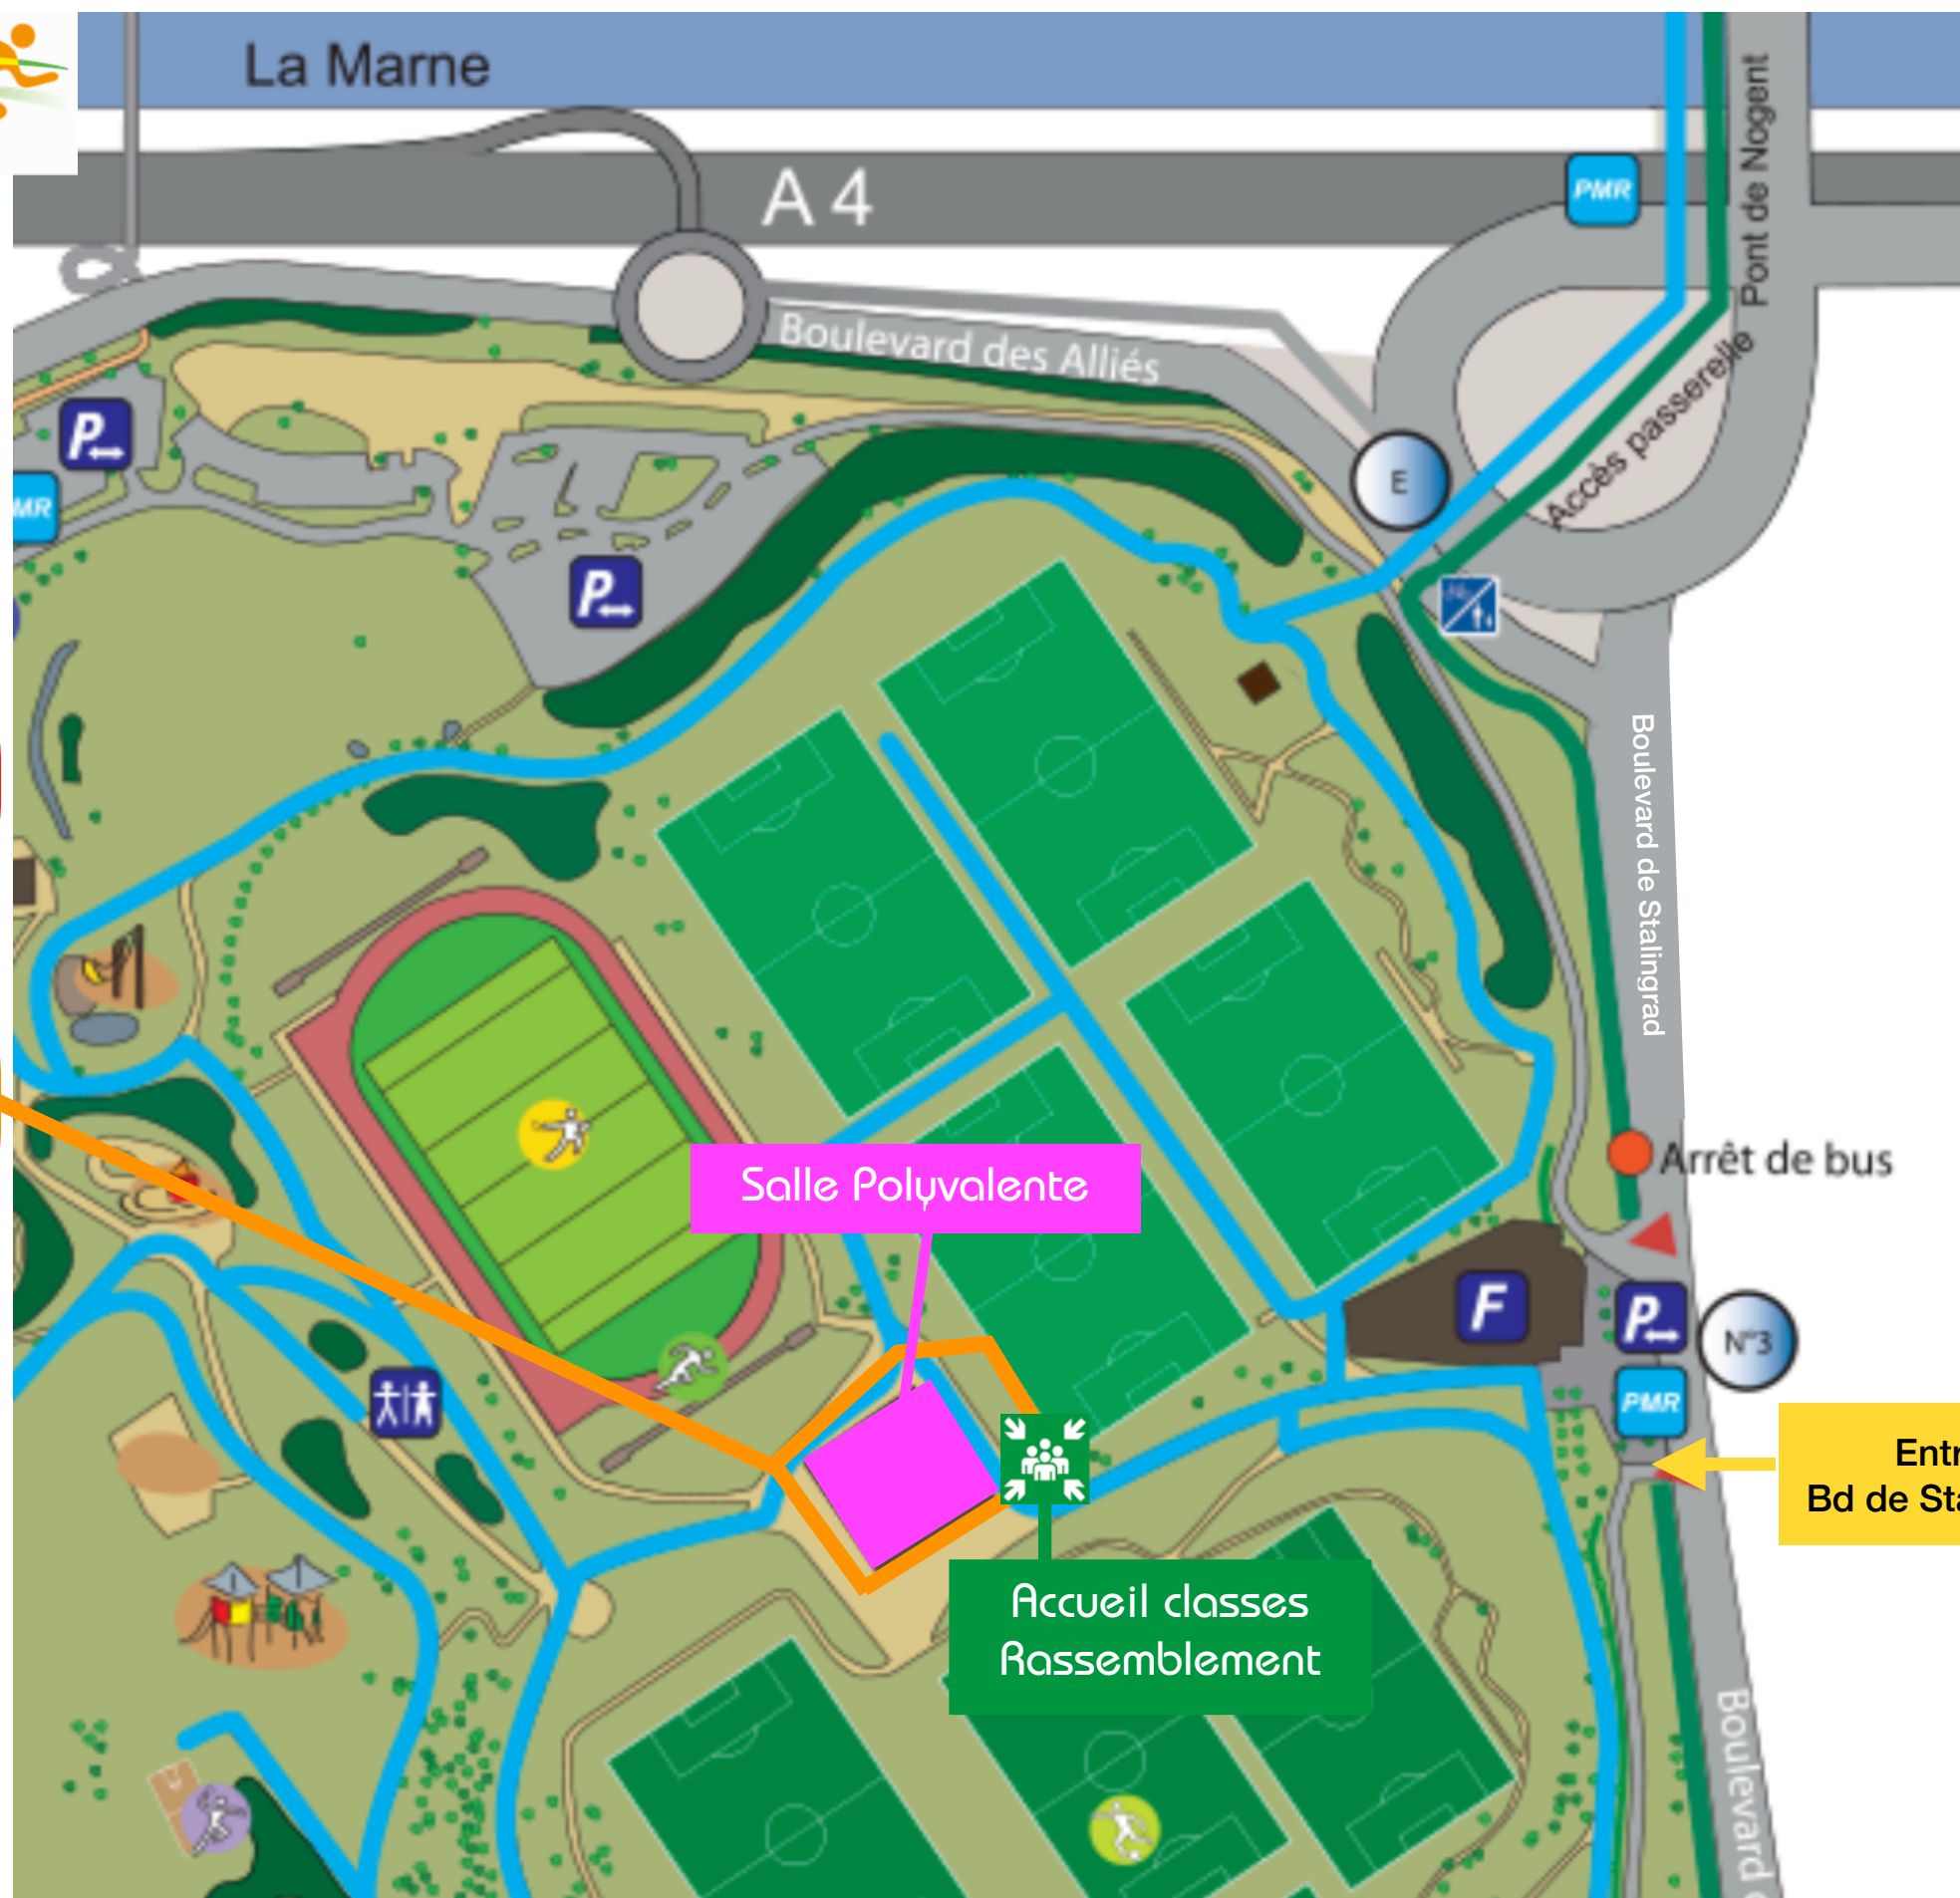 La Marne
A 4
PMR
Pont de Nogent
Boulevard des Alliés
Accès passerelle
P
E
MR
P
Boulevard de Stalingrad
Arrêt de bus
Salle Polyvalente
F
P
N°3
PMR
Entr
Bd de Sta
Accueil classes
Rassemblement
Boulevard